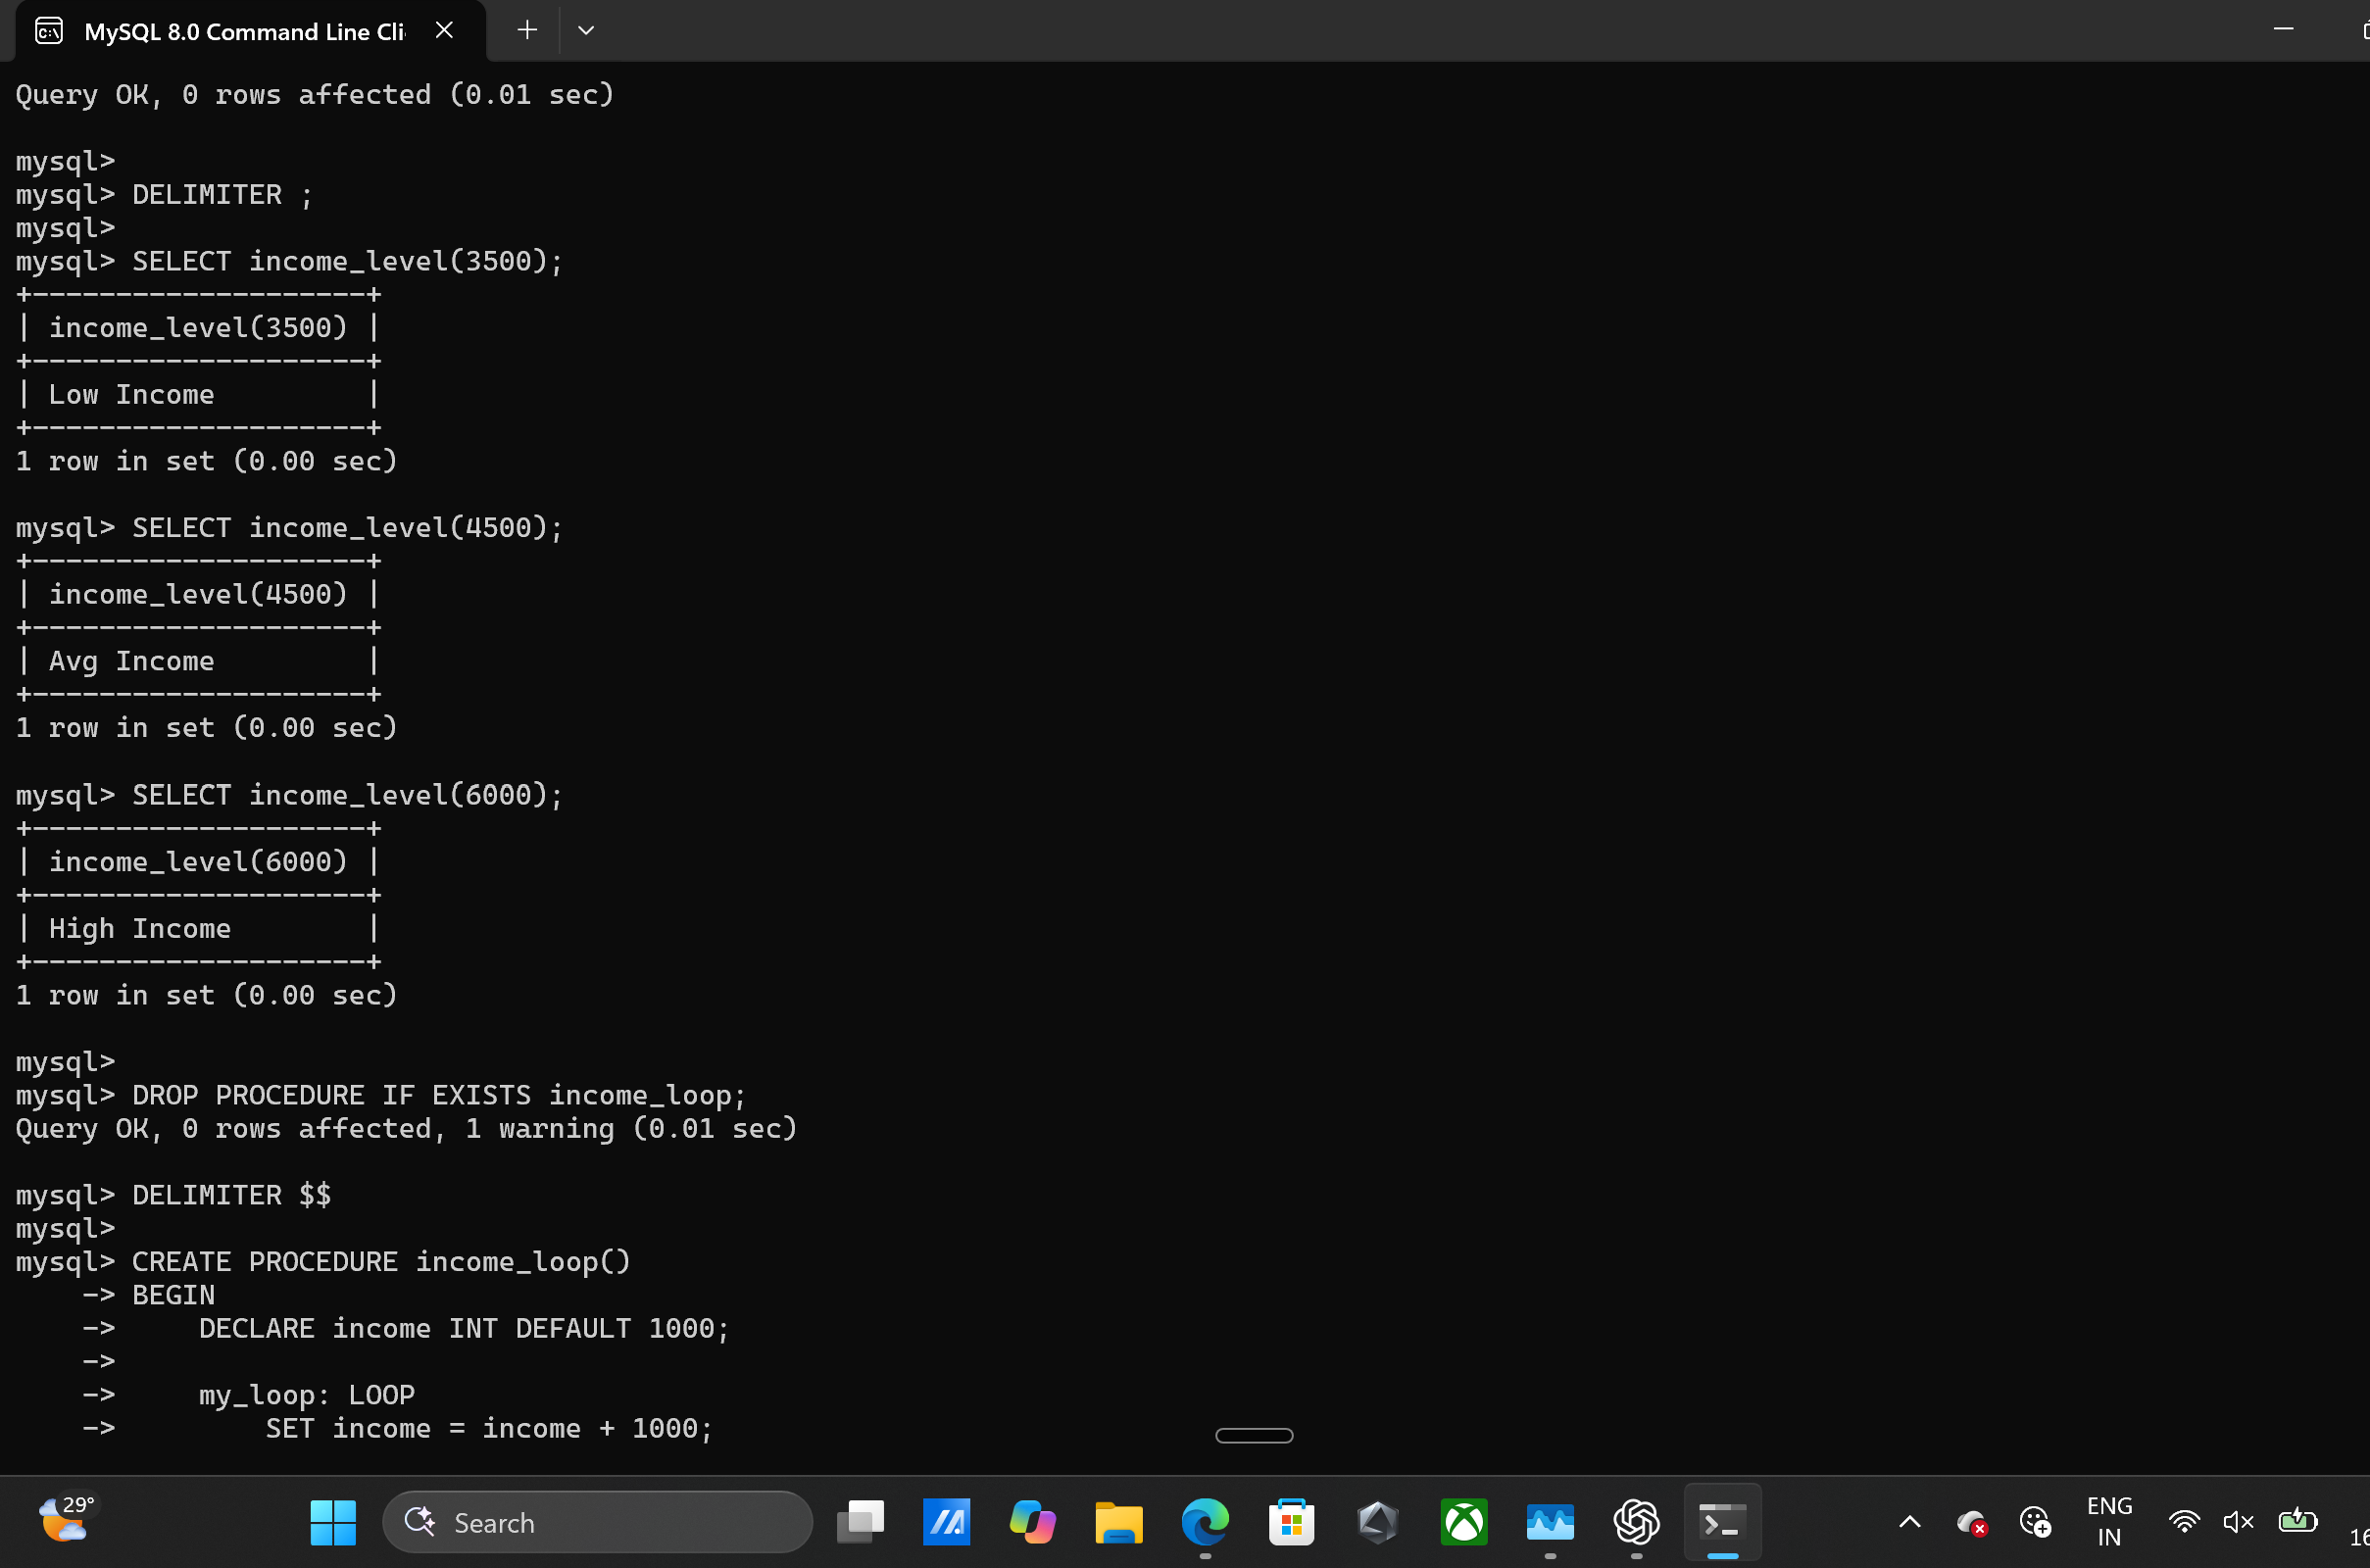 MySQL 8.0 Command Line Cli
Query OK, 0 rows affected (0.01 sec)
mysql>
mysql> DELIMITER ;
mysql>
mysql> SELECT income_level(3500);
+--------------------+
| income_level(3500) |
+--------------------+
| Low Income         |
+--------------------+
1 row in set (0.00 sec)
mysql> SELECT income_level(4500);
+--------------------+
| income_level(4500) |
+--------------------+
| Avg Income         |
+--------------------+
1 row in set (0.00 sec)
mysql> SELECT income_level(6000);
+--------------------+
| income_level(6000) |
+--------------------+
| High Income        |
+--------------------+
1 row in set (0.00 sec)
mysql>
mysql> DROP PROCEDURE IF EXISTS income_loop;
Query OK, 0 rows affected, 1 warning (0.01 sec)
mysql> DELIMITER $$
mysql>
mysql> CREATE PROCEDURE income_loop()
    -> BEGIN
    ->     DECLARE income INT DEFAULT 1000;
    ->
    ->     my_loop: LOOP
    ->         SET income = income + 1000;
29°
Search
ENG
IN
16